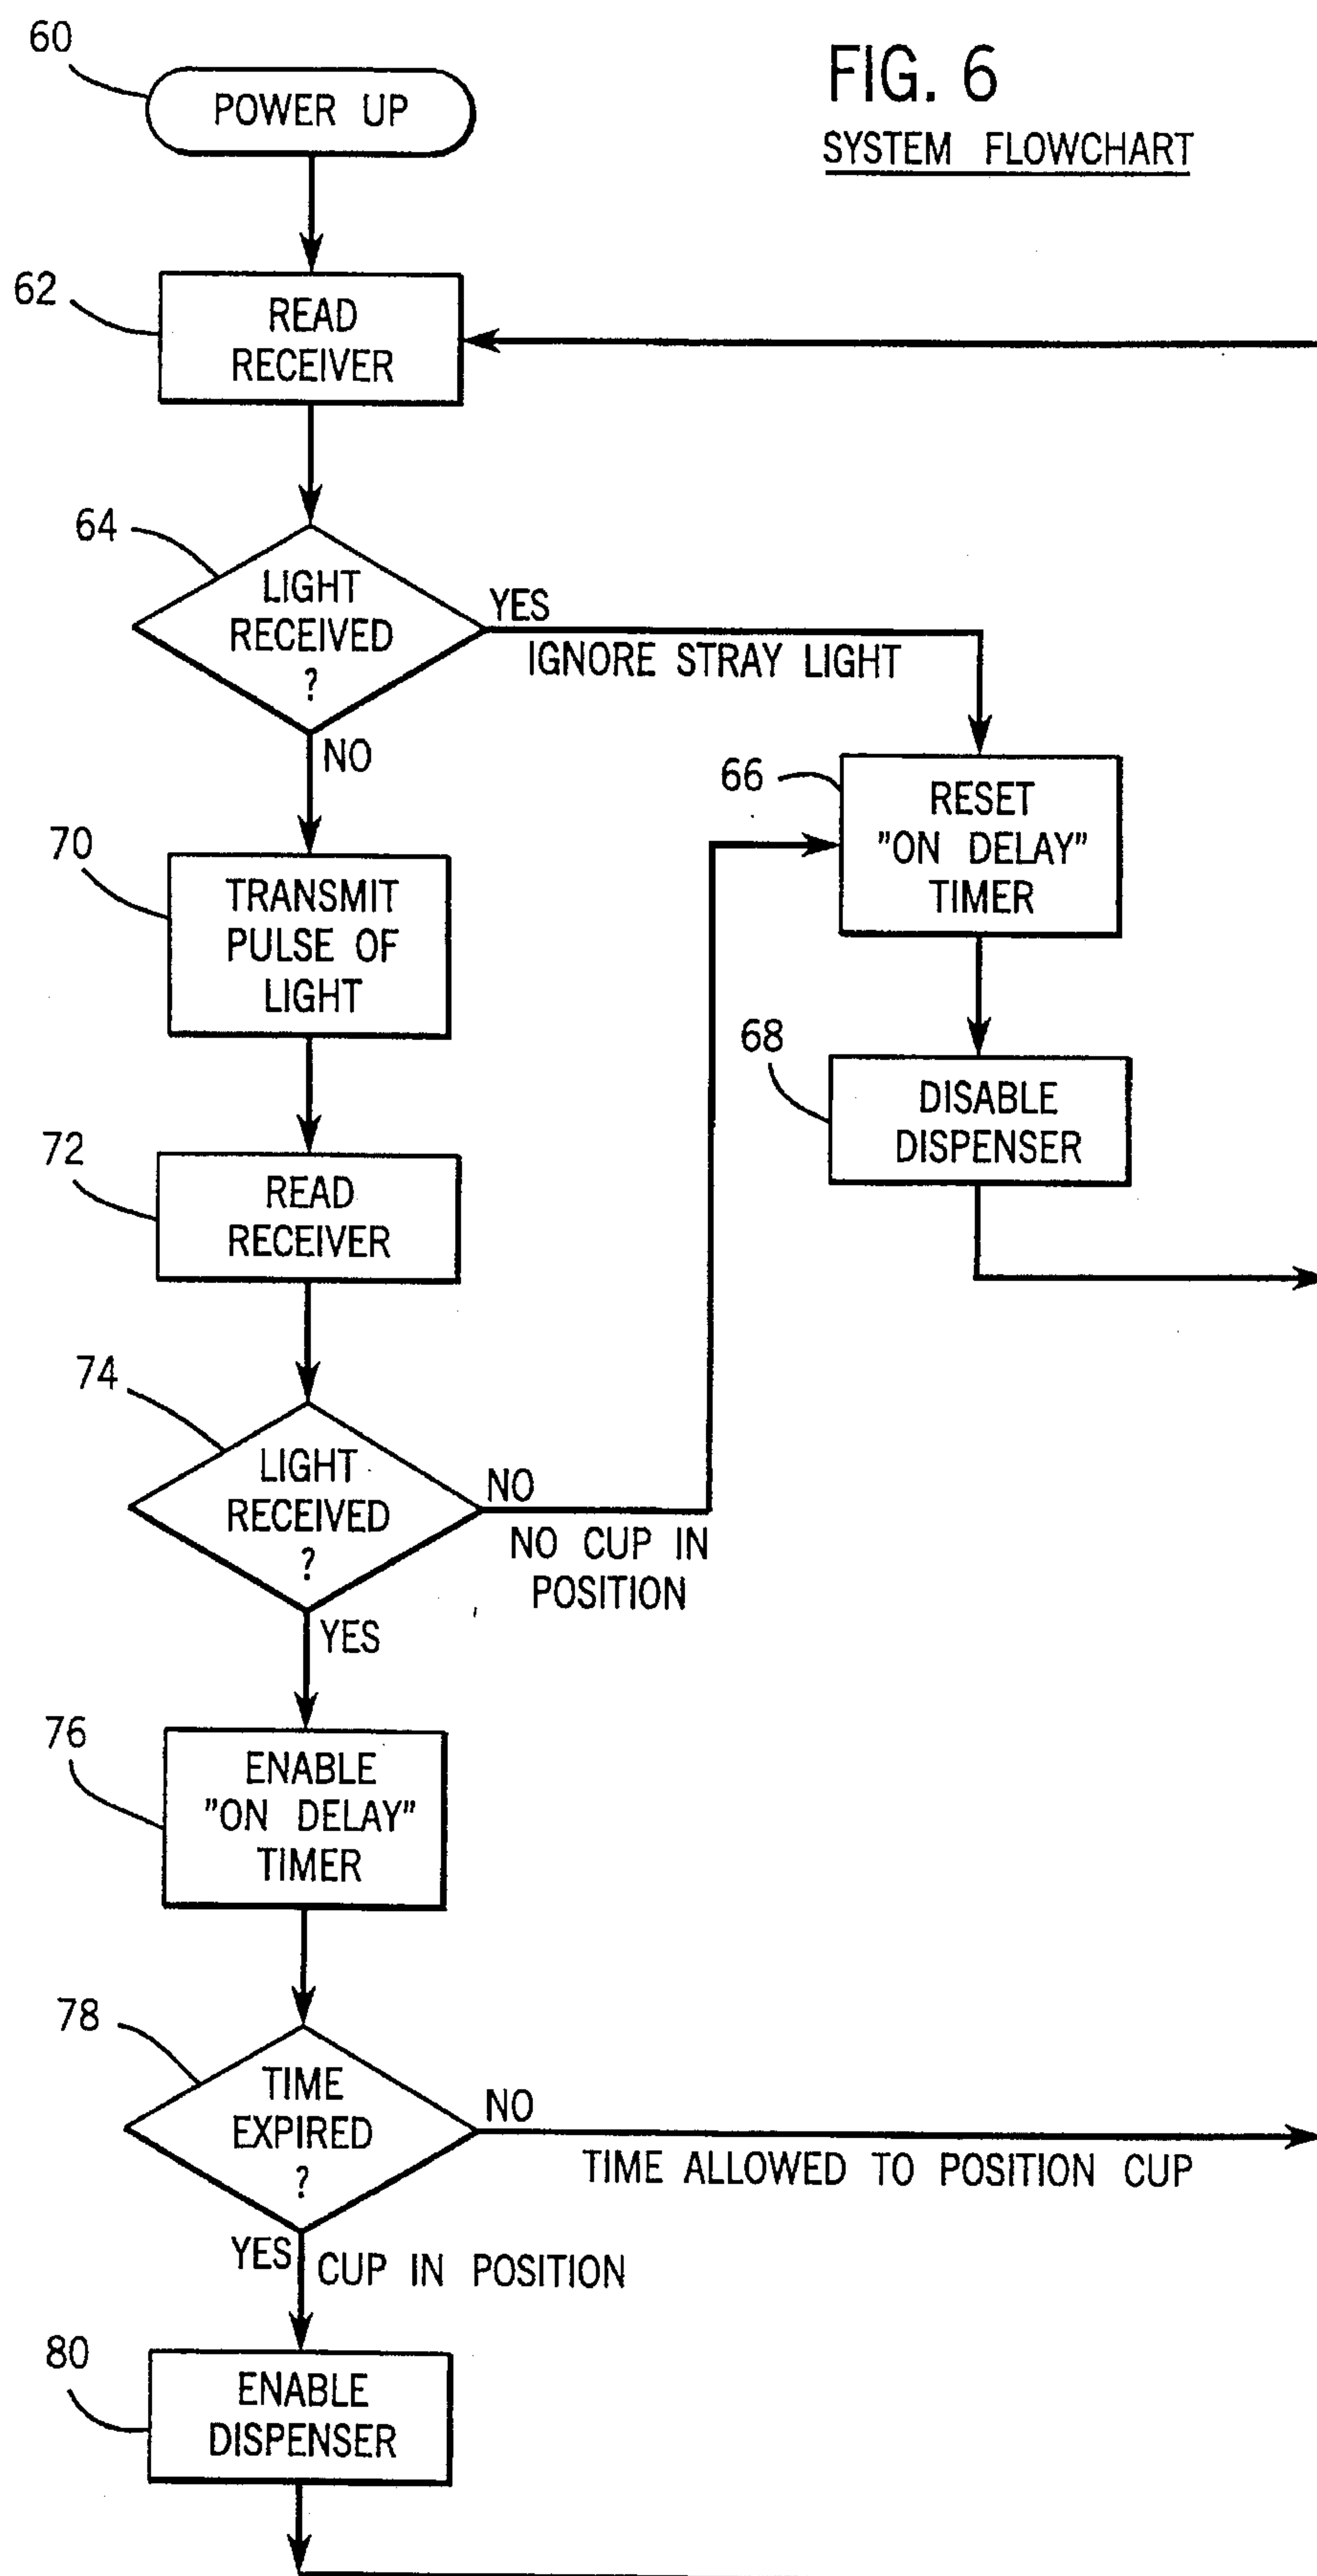 FIG. 6
SYSTEM FLOWCHART
60
POWER UP
62
READ
RECEIVER
64
LIGHT
RECEIVED
?
YES
IGNORE STRAY LIGHT
NO
66
RESET
"ON DELAY"
TIMER
70
TRANSMIT
PULSE OF
LIGHT
68
DISABLE
DISPENSER
72
READ
RECEIVER
74
LIGHT
RECEIVED
?
NO
NO CUP IN
POSITION
YES
76
ENABLE
"ON DELAY"
TIMER
78
TIME
EXPIRED
?
NO
TIME ALLOWED TO POSITION CUP
YES
CUP IN POSITION
80
ENABLE
DISPENSER